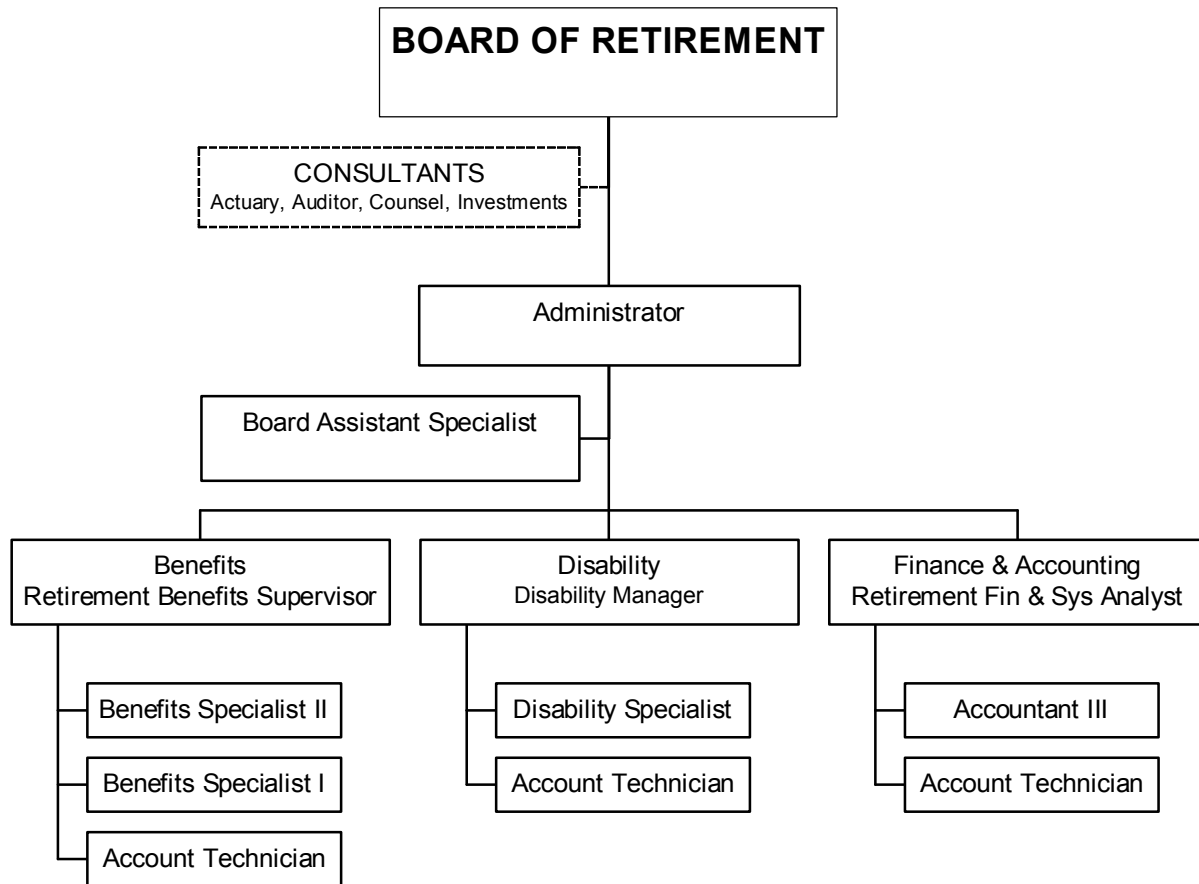 BOARD OF RETIREMENT
CONSULTANTS
Actuary, Auditor, Counsel, Investments
Administrator
Board Assistant Specialist
Benefits
Retirement Benefits Supervisor
Benefits Specialist II
Benefits Specialist I
Account Technician
Disability
Disability Manager
Disability Specialist
Account Technician
Finance & Accounting
Retirement Fin & Sys Analyst
Accountant III
Account Technician